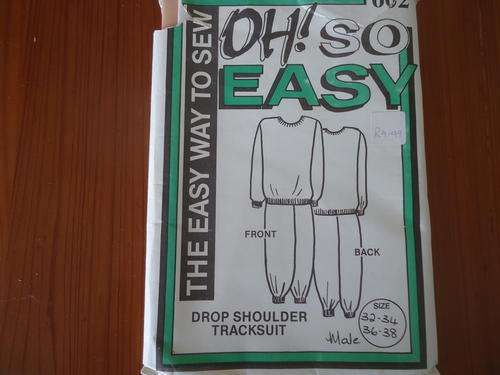 002
OH! SO
EASY
THE EASY WAY TO SEW
R9.99
FRONT
BACK
DROP SHOULDER
TRACKSUIT
Male
SIZE
32-34
36-38